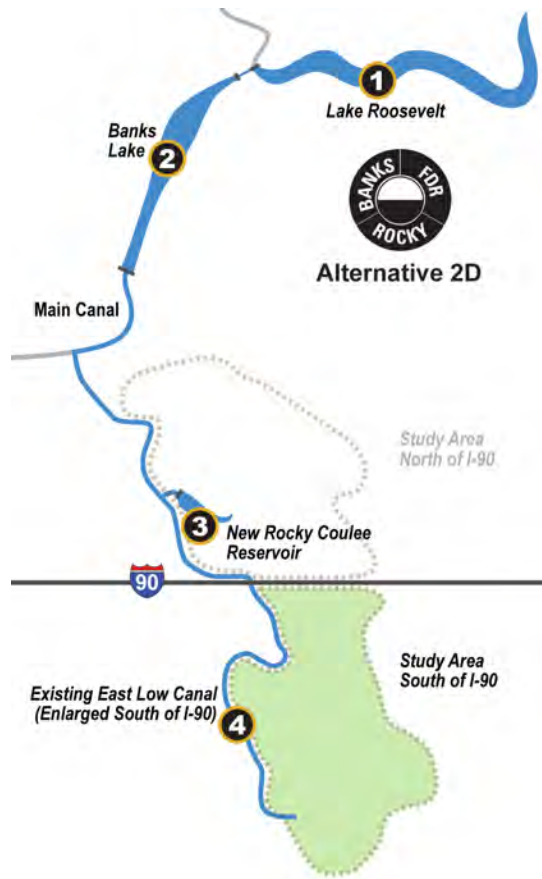 1
Lake Roosevelt
Banks
Lake
2
BANKS
FDR
ROCKY
Alternative 2D
Main Canal
Study Area
North of I-90
3
New Rocky Coulee
Reservoir
90
Study Area
South of I-90
Existing East Low Canal
(Enlarged South of I-90)
4